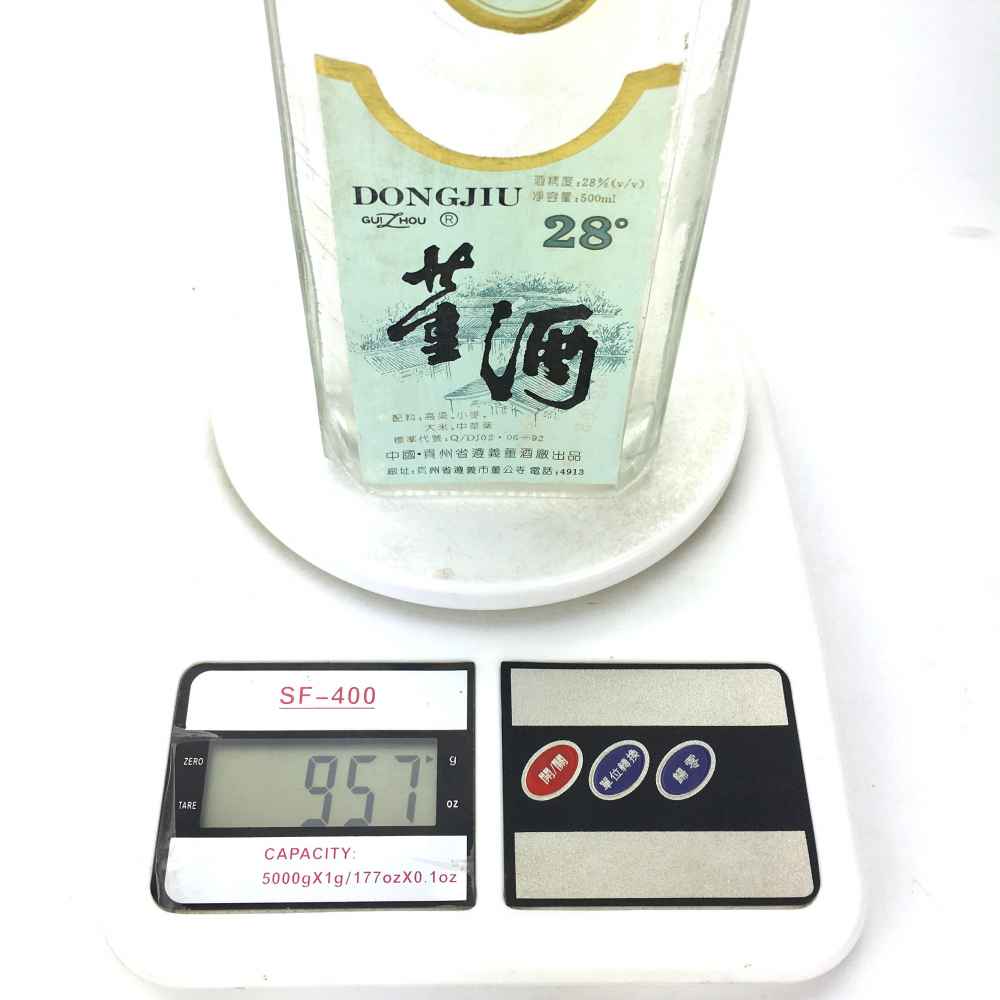 DONGJIU
GUIZHOU ®
酒精度:28%(v/v)
净容量:500ml
28°
董酒
配料:高粱.小麥.
大米.中草藥
標準代號:Q/DJ02·06-92
中國·貴州省遵義董酒廠出品
廠址:貴州省遵義市董公寺 電話:4913
SF-400
ZERO
TARE
957
g
oz
CAPACITY:
5000gX1g/177ozX0.1oz
開/關
單位轉換
歸零